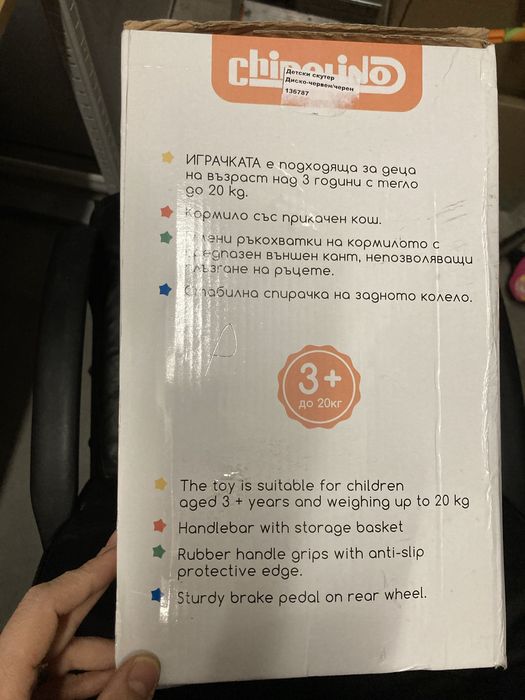 Детски скутер
Диско-червен/черен
136787
ИГРАЧКАТА е подходяща за деца
на възраст над 3 години с тегло
до 20 kg.
Кормило със прикачен кош.
ръкохватки на кормилото с
предпазен външен кант, непозволяващи
плъзгане на ръцете.
Стабилна спирачка на задното колело.
3+
до 20кг
The toy is suitable for children
aged 3 + years and weighing up to 20 kg
Handlebar with storage basket
Rubber handle grips with anti-slip
protective edge.
Sturdy brake pedal on rear wheel.